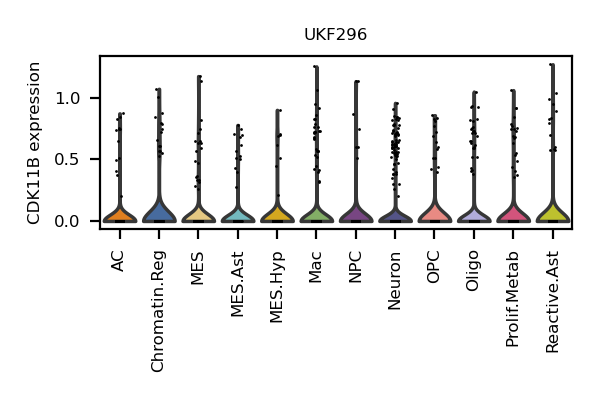 UKF296
CDK11B expression
1.0
0.5
0.0
AC
Chromatin.Reg
MES
MES.Ast
MES.Hyp
Mac
NPC
Neuron
OPC
Oligo
Prolif.Metab
Reactive.Ast